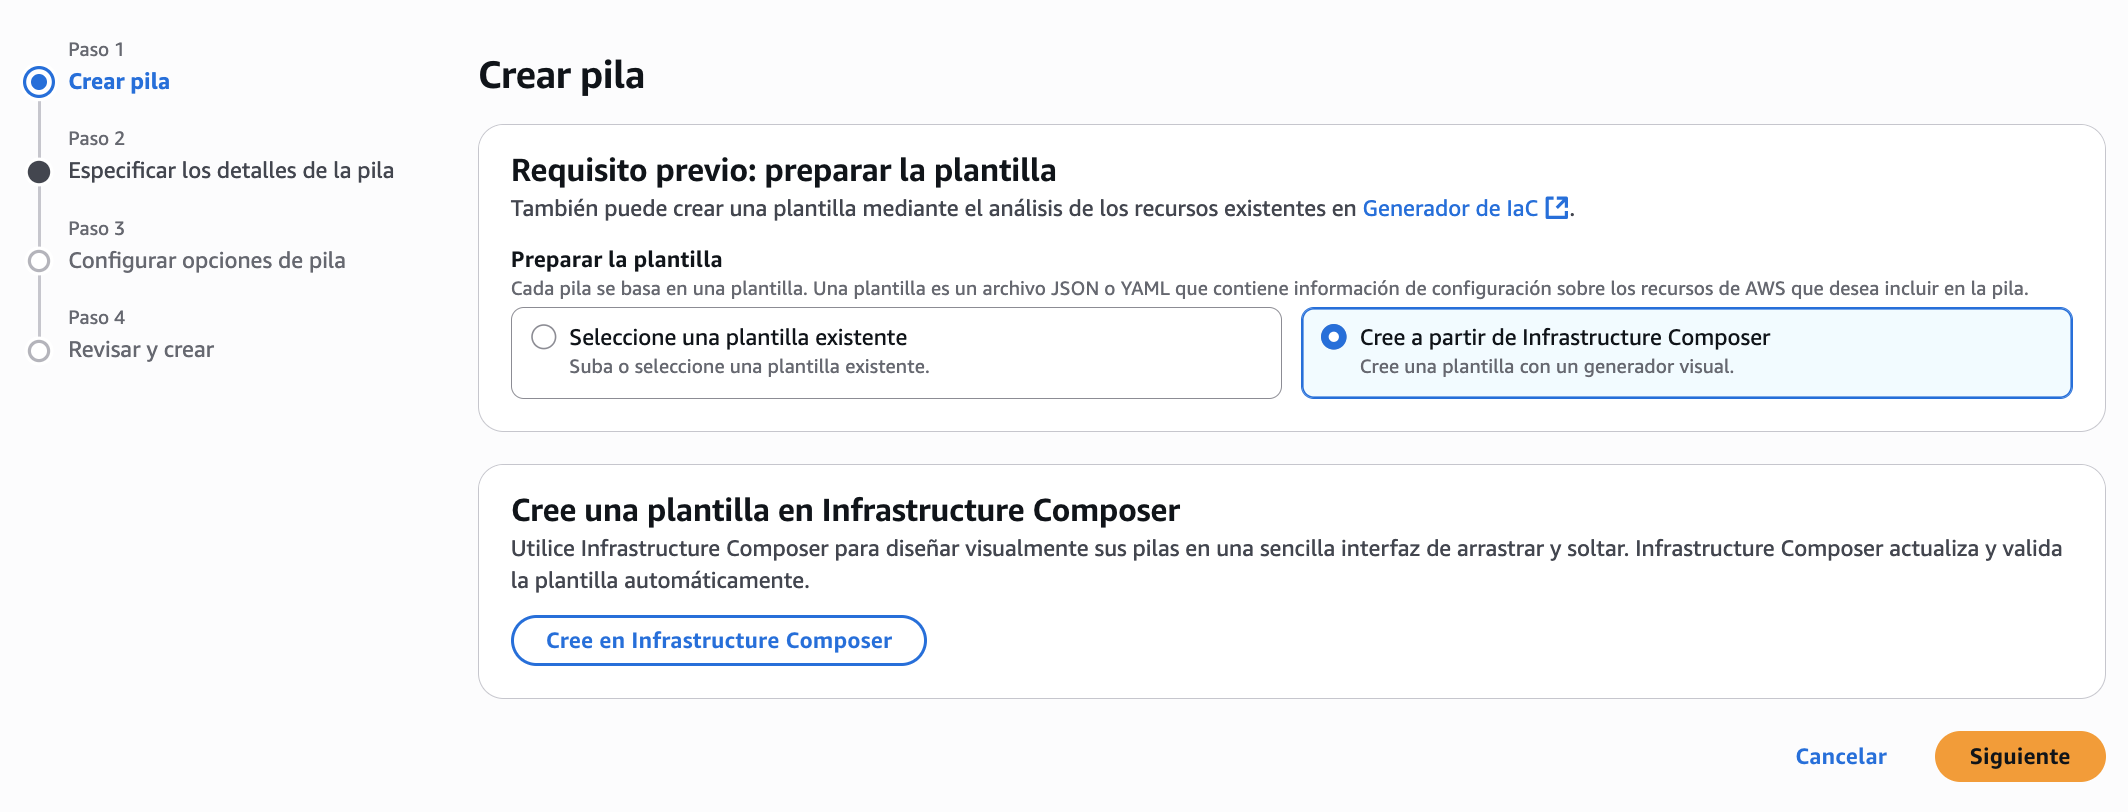 Paso 1
Crear pila
Paso 2
Especificar los detalles de la pila
Paso 3
Configurar opciones de pila
Paso 4
Revisar y crear
Crear pila
Requisito previo: preparar la plantilla
También puede crear una plantilla mediante el análisis de los recursos existentes en Generador de IaC.
Preparar la plantilla
Cada pila se basa en una plantilla. Una plantilla es un archivo JSON o YAML que contiene información de configuración sobre los recursos de AWS que desea incluir en la pila.
Seleccione una plantilla existente
Suba o seleccione una plantilla existente.
Cree a partir de Infrastructure Composer
Cree una plantilla con un generador visual.
Cree una plantilla en Infrastructure Composer
Utilice Infrastructure Composer para diseñar visualmente sus pilas en una sencilla interfaz de arrastrar y soltar. Infrastructure Composer actualiza y valida
la plantilla automáticamente.
Cree en Infrastructure Composer
Cancelar
Siguiente